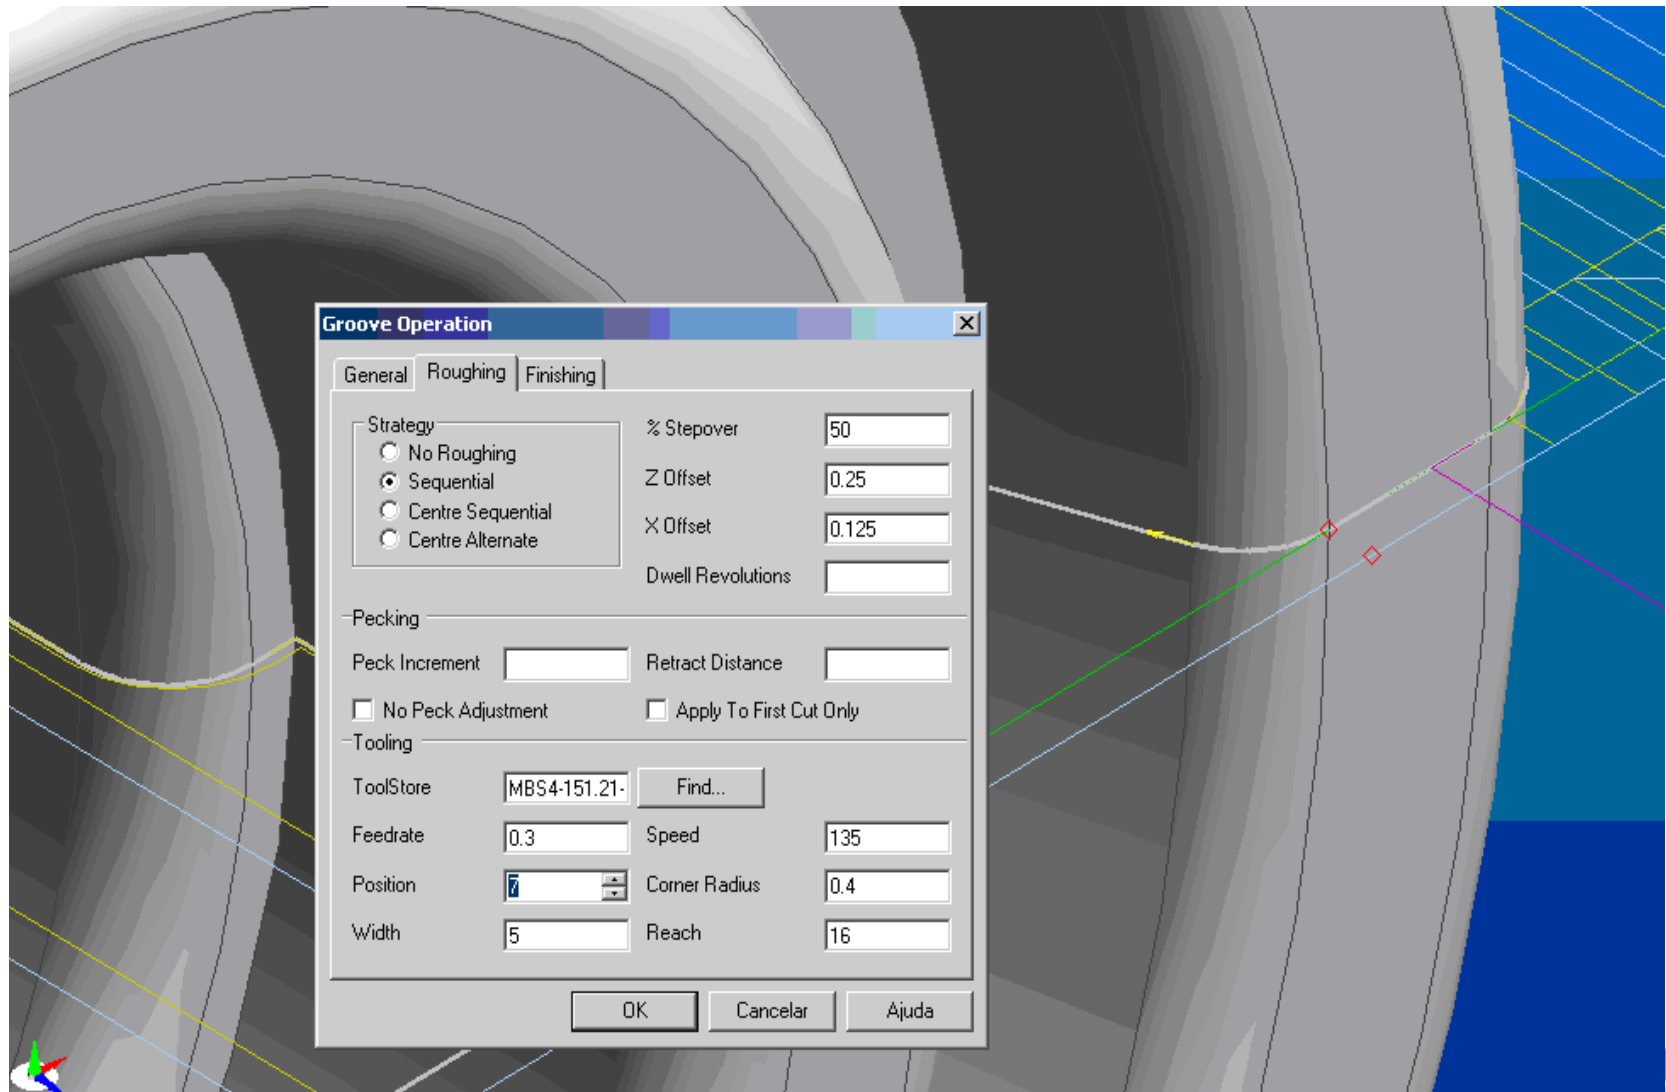 Groove Operation
General Roughing Finishing
Strategy
No Roughing
Sequential
Centre Sequential
Centre Alternate
% Stepover 50
Z Offset 0.25
X Offset 0.125
Dwell Revolutions
Pecking
Peck Increment Retract Distance
No Peck Adjustment Apply To First Cut Only
Tooling
ToolStore MBS4-151.21- Find...
Feedrate 0.3 Speed 135
Position 7 Corner Radius 0.4
Width 5 Reach 16
OK Cancelar Ajuda